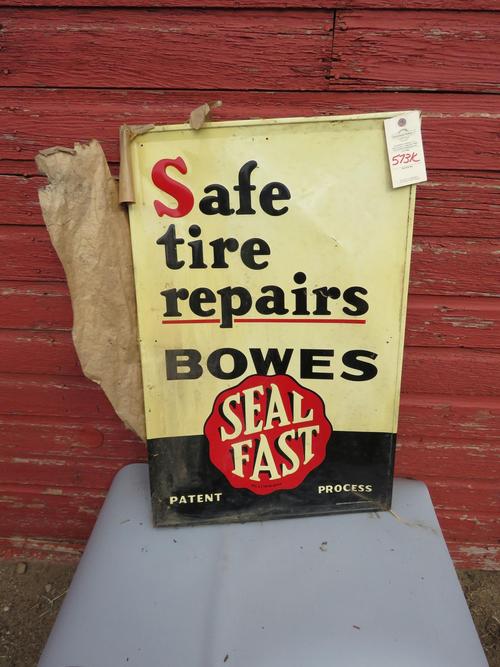 Safe
tire
repairs
BOWES
SEAL
FAST
PATENT PROCESS
573K